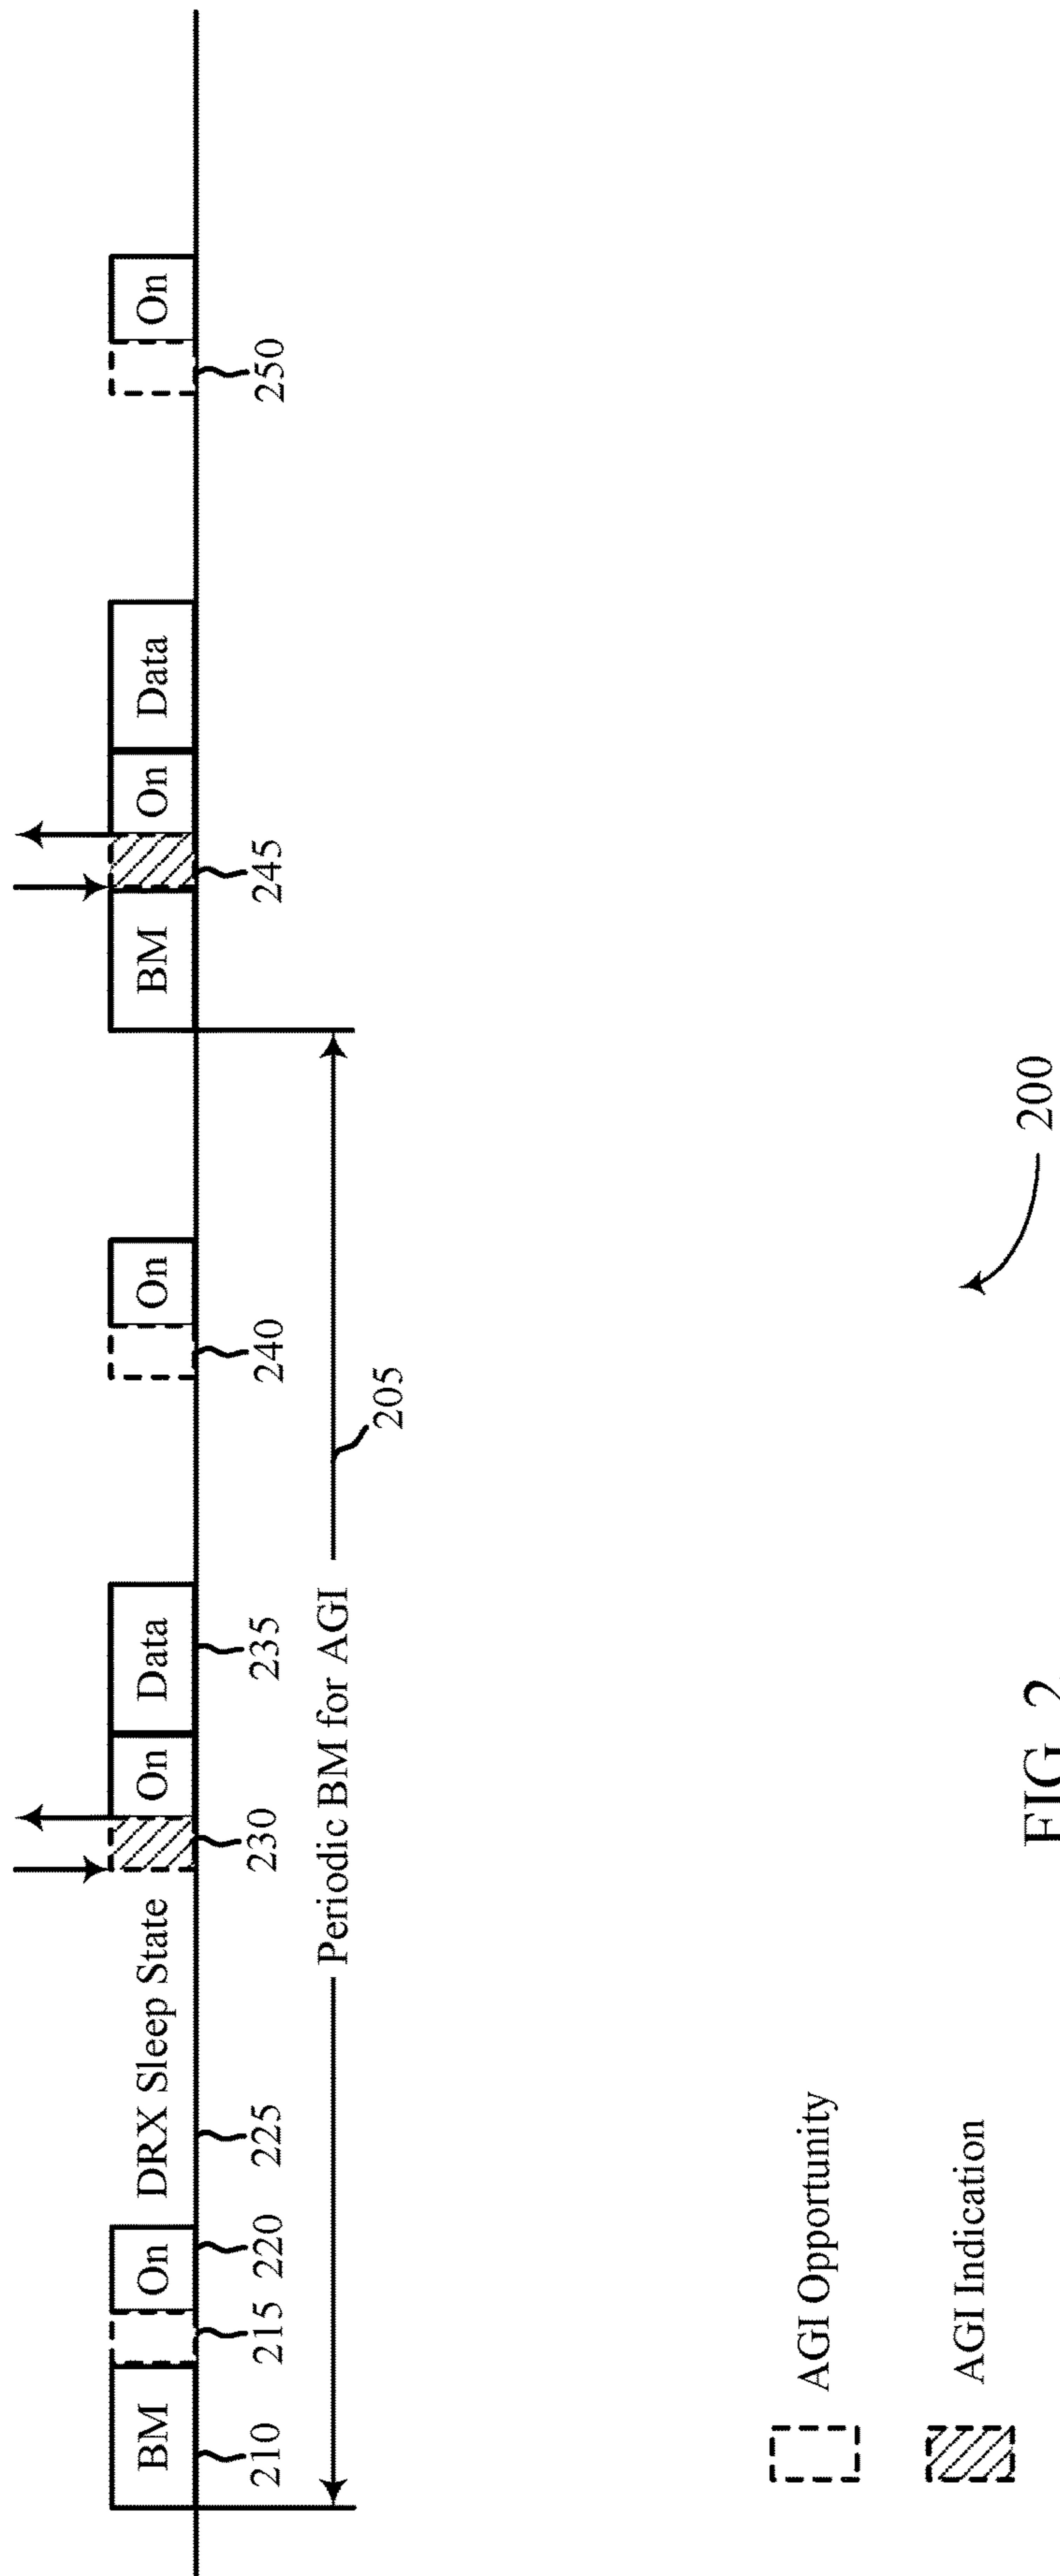 BM
On
DRX Sleep State
On
Data
On
BM
On
Data
On
210
215
220
225
230
235
240
245
250
Periodic BM for AGI
205
AGI Opportunity
AGI Indication
200
FIG. 2